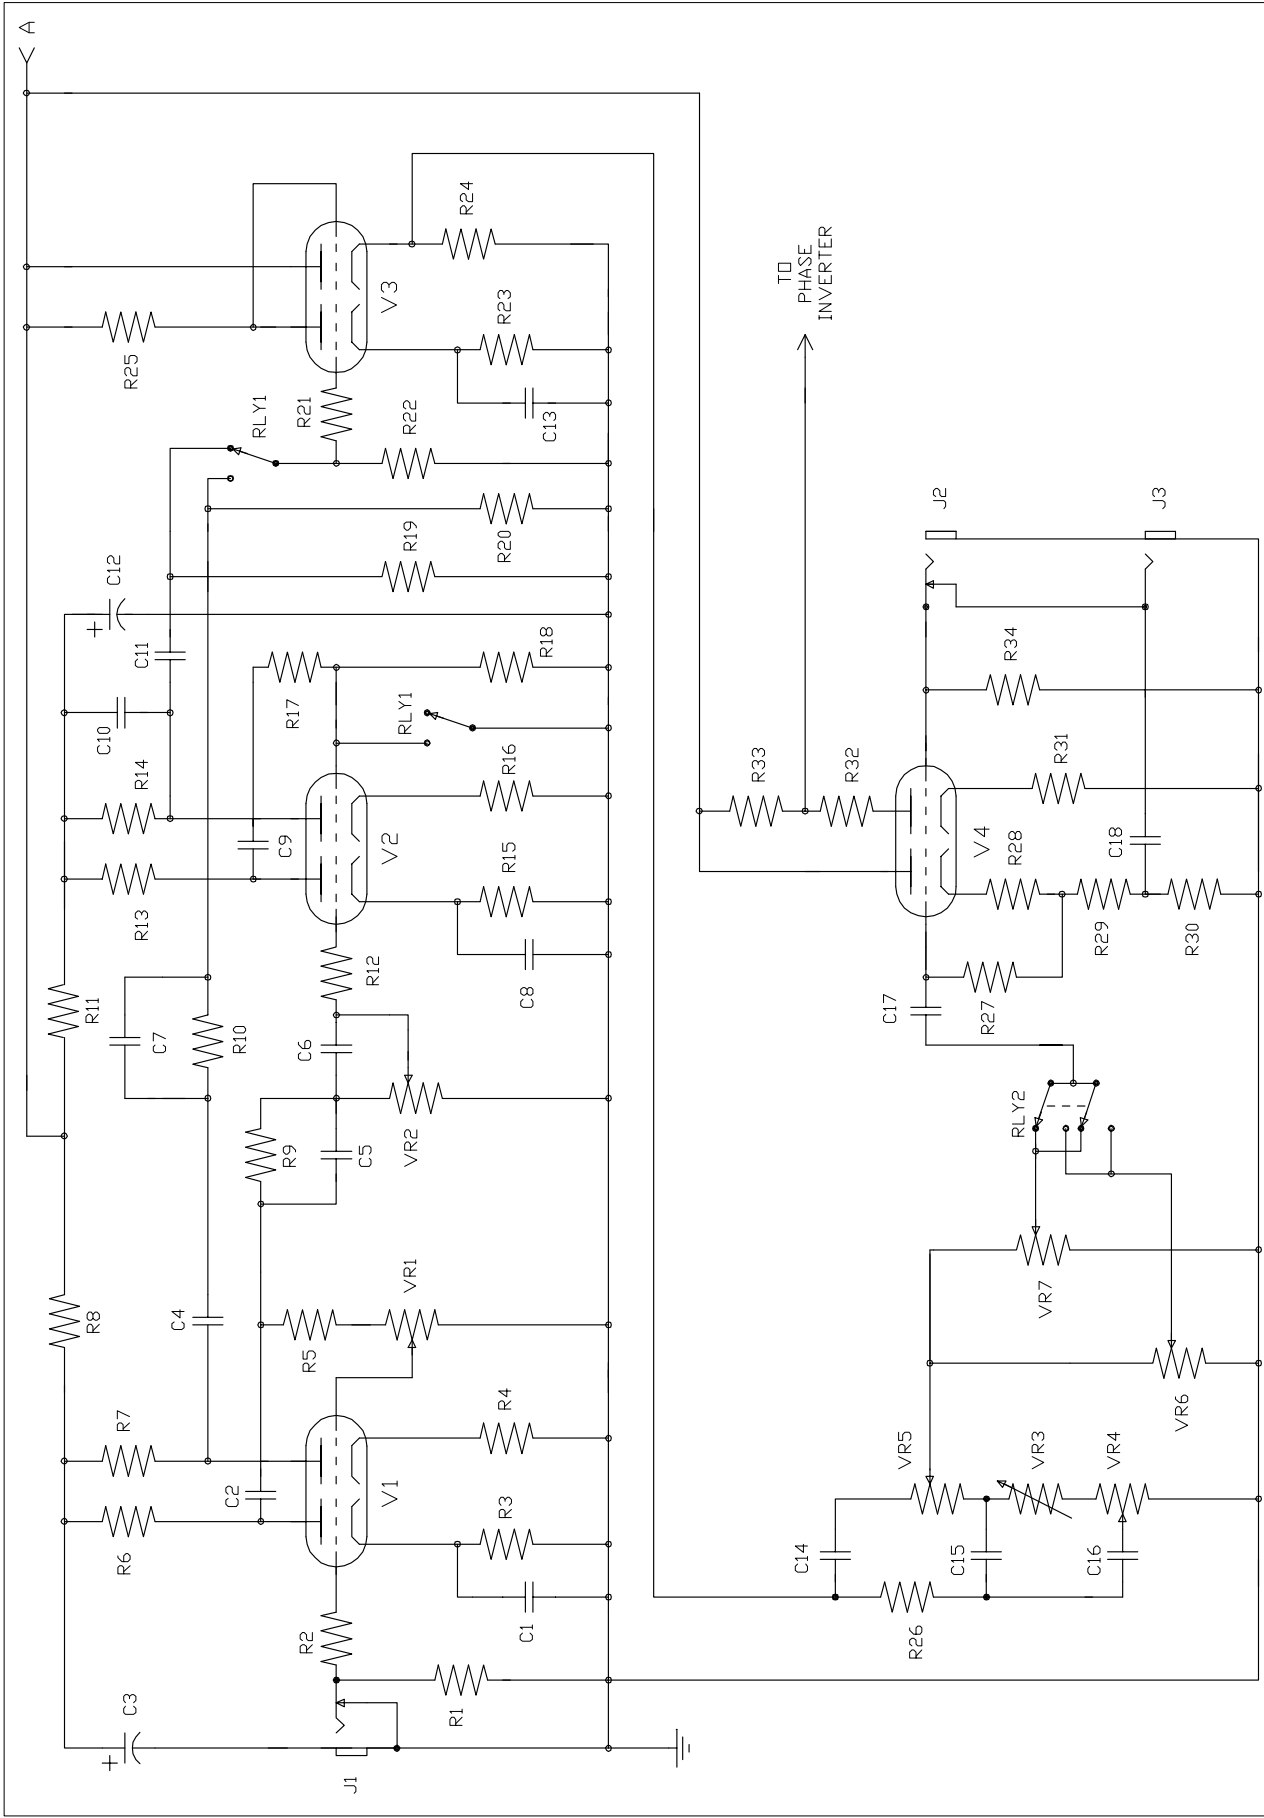 A
C3
R8
R11
R6
R7
C7
R13
R14
C10
C12
R25
C4
R10
C11
C2
R9
C9
R17
RLY1
R2
R5
C6
R21
J1
C5
R12
V1
VR1
VR2
V2
RLY1
V3
R1
R3
R4
R15
R16
R19
R22
R24
C1
C8
R20
R23
R18
C13
R33
TO
PHASE
INVERTER
C14
R32
C17
R26
VR5
J2
C15
R27
V4
RLY2
R28
R34
VR3
VR7
R31
C16
R29
C18
VR4
J3
VR6
R30